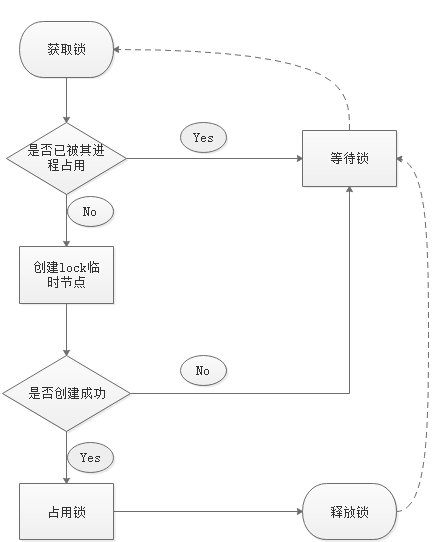 获取锁
是否已被其进
程占用
Yes
等待锁
No
创建lock临
时节点
是否创建成功
No
Yes
占用锁
释放锁